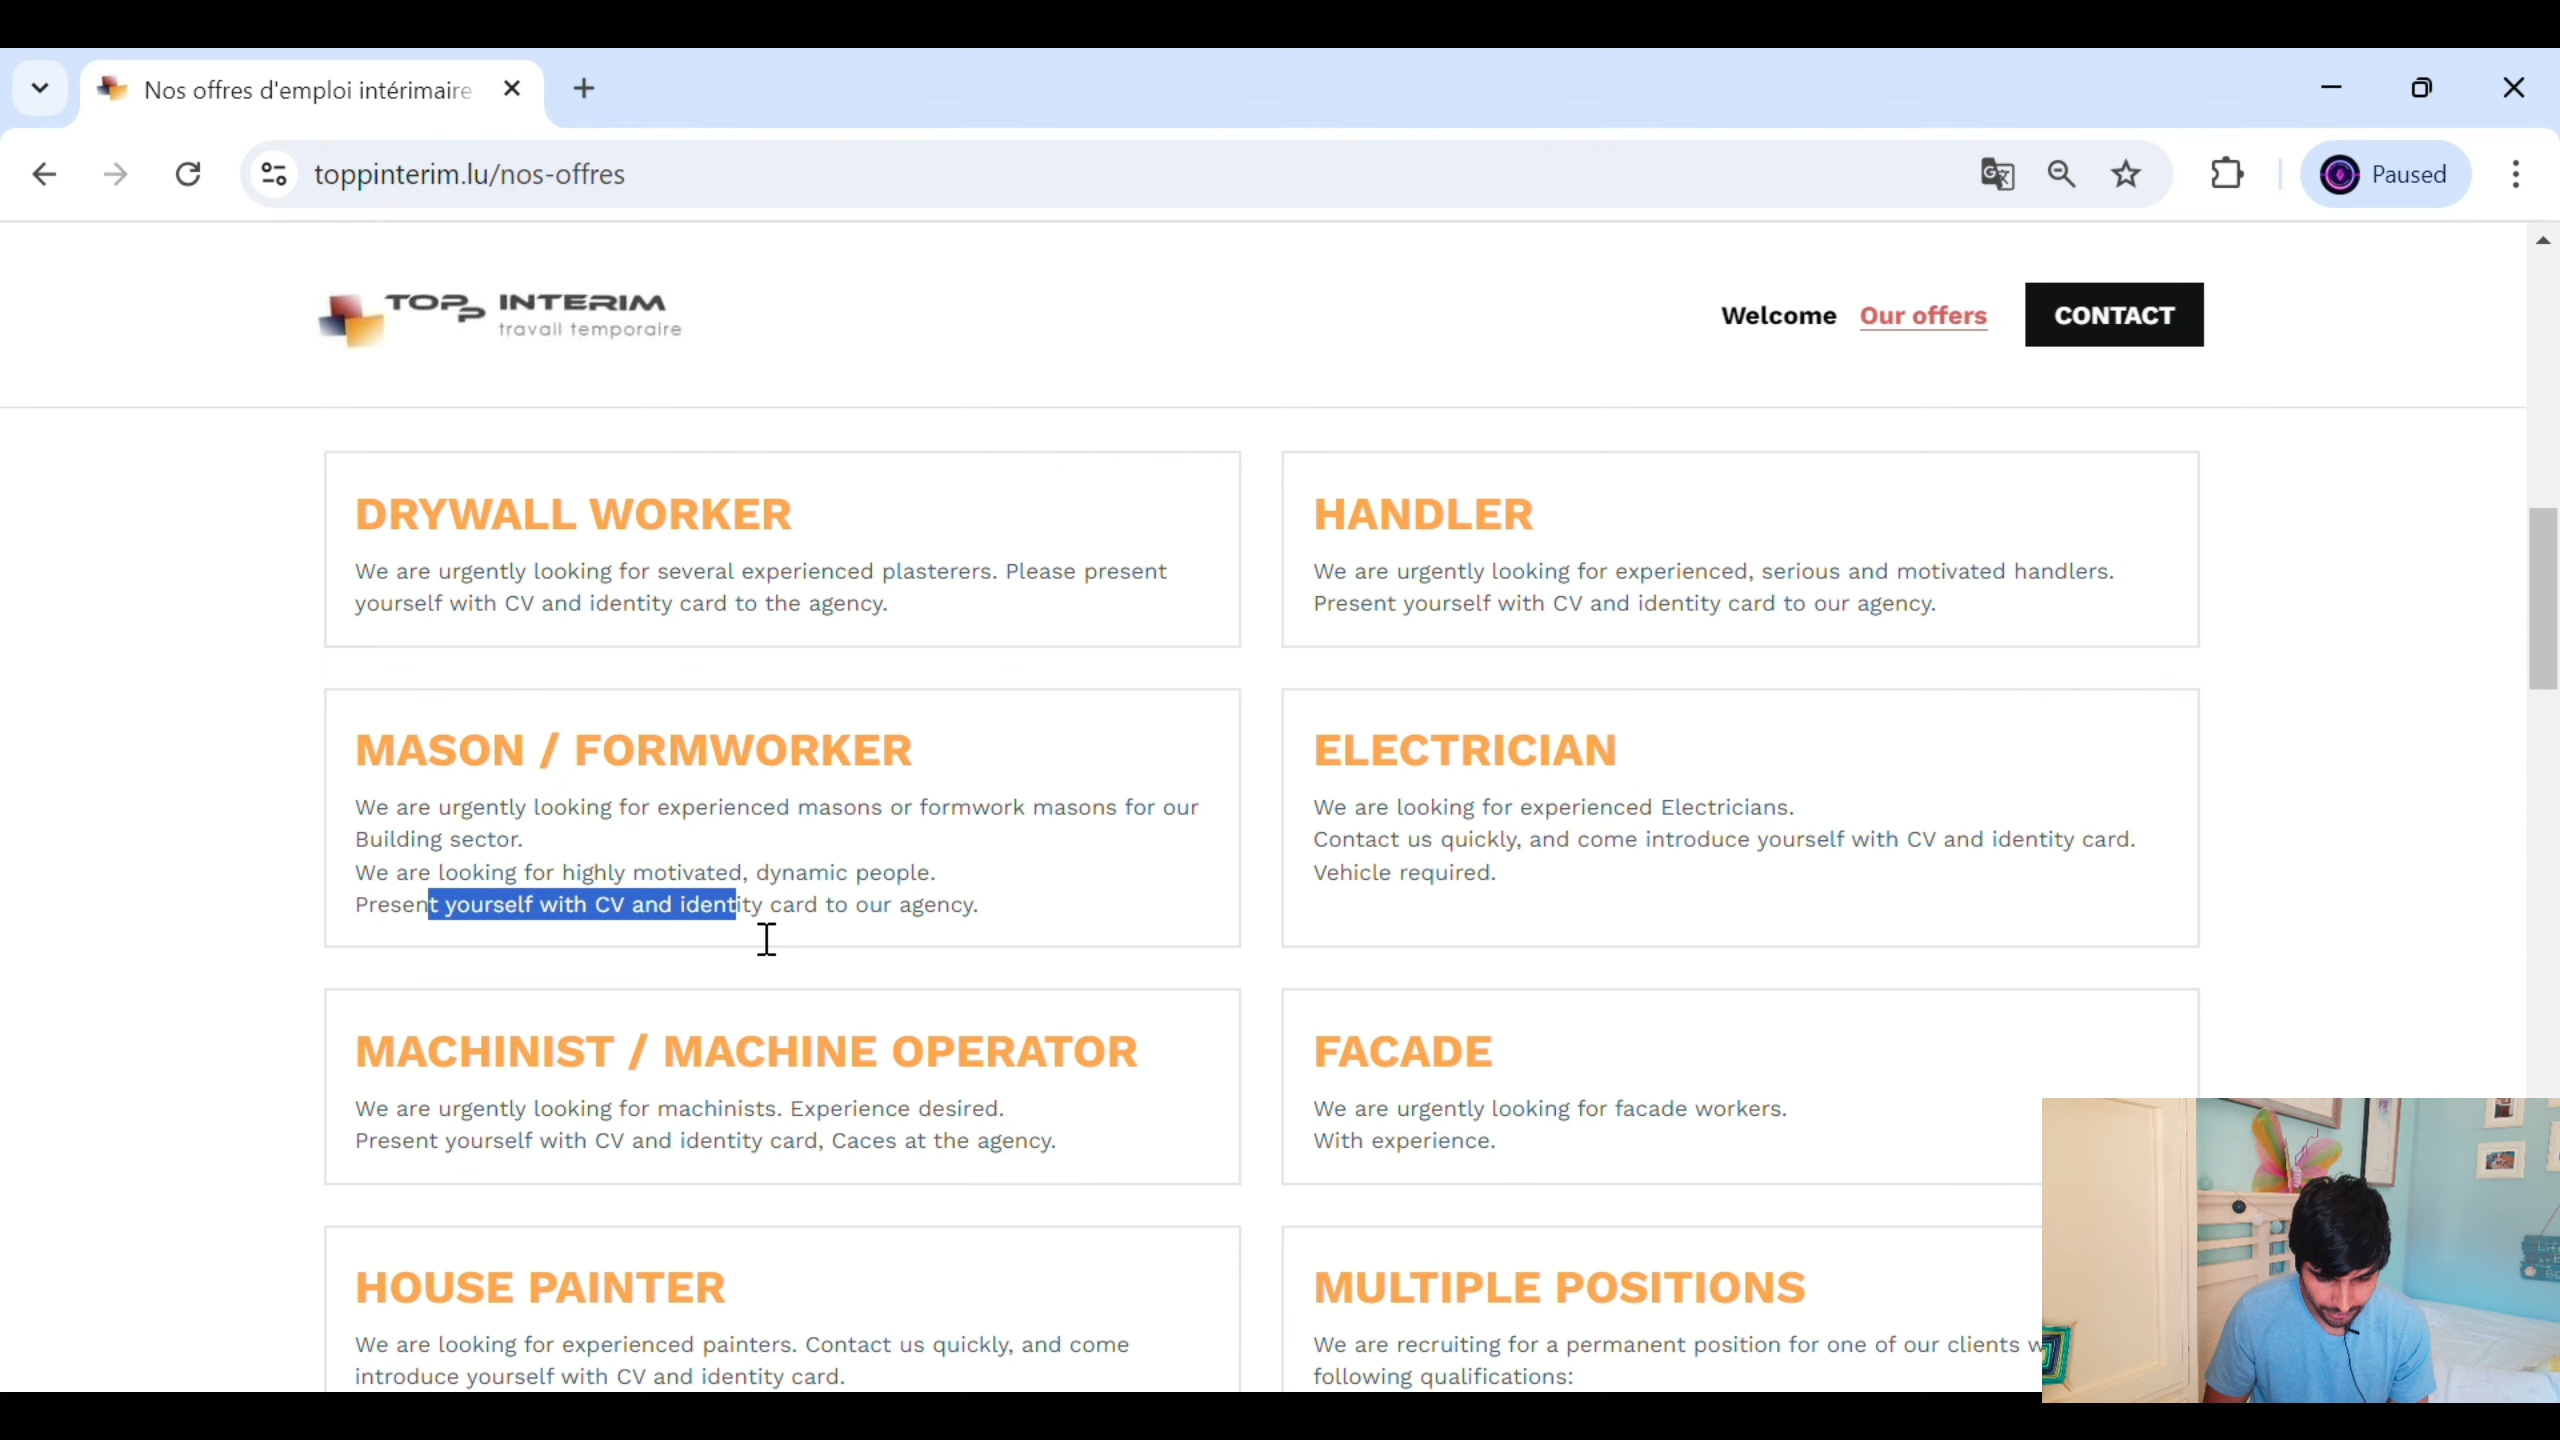 Nos offres d'emploi intérimaire
toppinterim.lu/nos-offres
Paused
TOPP INTERIM
travail temporaire
Welcome
Our offers
CONTACT
DRYWALL WORKER
We are urgently looking for several experienced plasterers. Please present
yourself with CV and identity card to the agency.
HANDLER
We are urgently looking for experienced, serious and motivated handlers.
Present yourself with CV and identity card to our agency.
MASON / FORMWORKER
We are urgently looking for experienced masons or formwork masons for our
Building sector.
We are looking for highly motivated, dynamic people.
Present yourself with CV and identity card to our agency.
ELECTRICIAN
We are looking for experienced Electricians.
Contact us quickly, and come introduce yourself with CV and identity card.
Vehicle required.
MACHINIST / MACHINE OPERATOR
We are urgently looking for machinists. Experience desired.
Present yourself with CV and identity card, Caces at the agency.
FACADE
We are urgently looking for facade workers.
With experience.
HOUSE PAINTER
We are looking for experienced painters. Contact us quickly, and come
introduce yourself with CV and identity card.
MULTIPLE POSITIONS
We are recruiting for a permanent position for one of our clients
following qualifications: